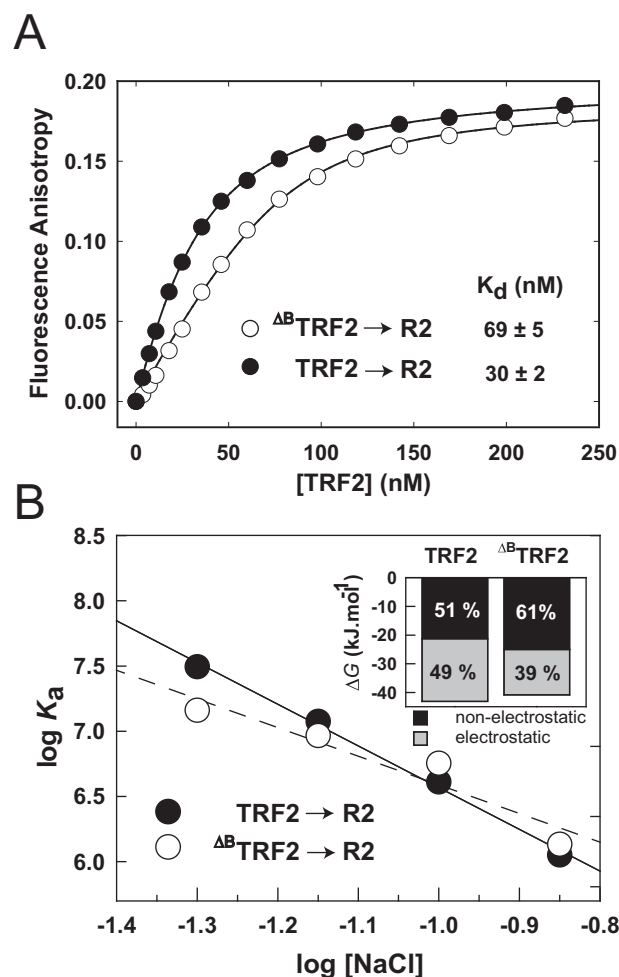 A
0.20
0.15
0.10
0.05
0.00
Fluorescence Anisotropy
Kd (nM)
ΔBTRF2 → R2 69 ± 5
TRF2 → R2 30 ± 2
0 50 100 150 200 250
[TRF2] (nM)
B
8.5
8.0
7.5
7.0
6.5
6.0
log Ka
TRF2 ΔBTRF2
0
-10
-20
-30
-40
ΔG (kJ.mol-1)
51 % 61%
49 % 39 %
non-electrostatic
electrostatic
TRF2 → R2
ΔBTRF2 → R2
-1.4 -1.3 -1.2 -1.1 -1.0 -0.9 -0.8
log [NaCl]